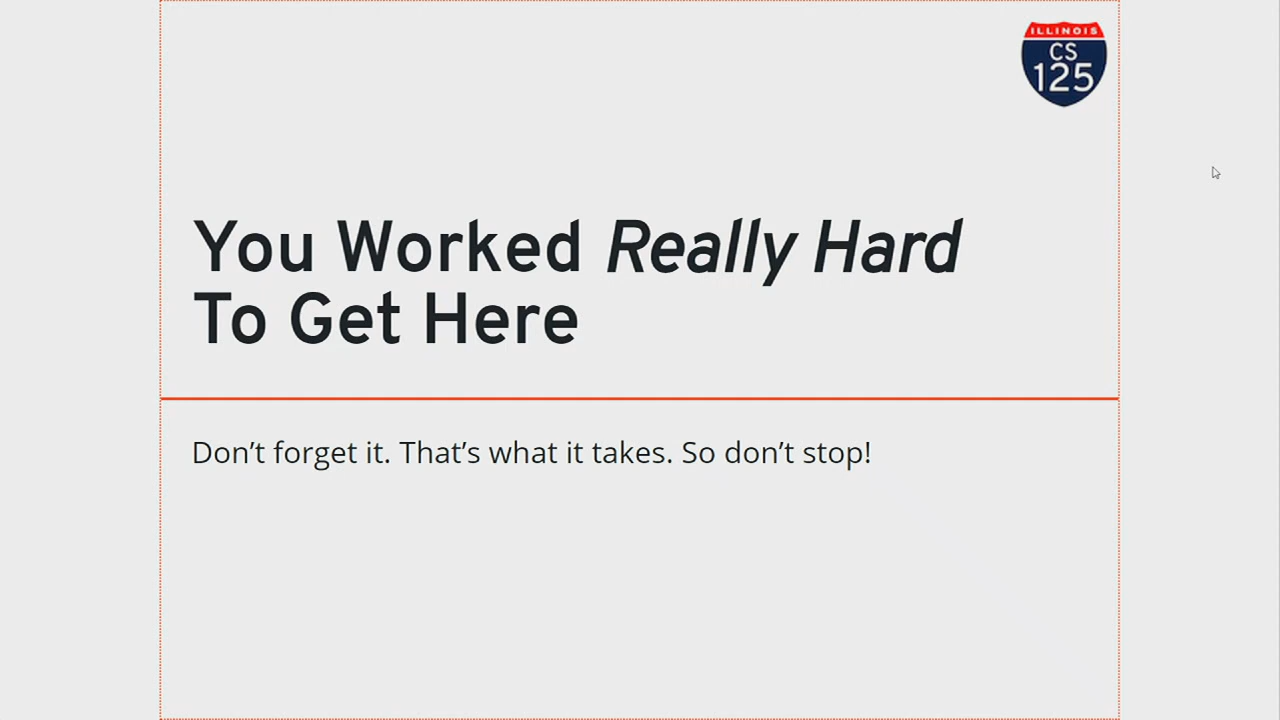 ILLINOIS
CS
125
You Worked Really Hard
To Get Here
Don’t forget it. That’s what it takes. So don’t stop!